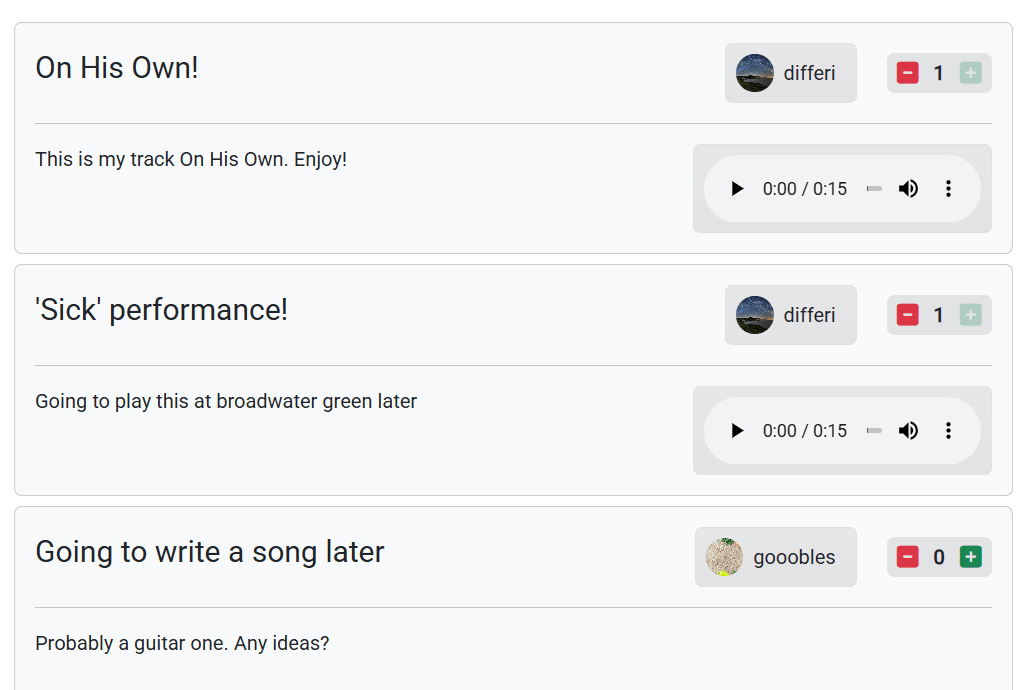 On His Own!
differi
1
This is my track On His Own. Enjoy!
0:00 / 0:15
'Sick' performance!
differi
1
Going to play this at broadwater green later
0:00 / 0:15
Going to write a song later
gooobles
0
Probably a guitar one. Any ideas?